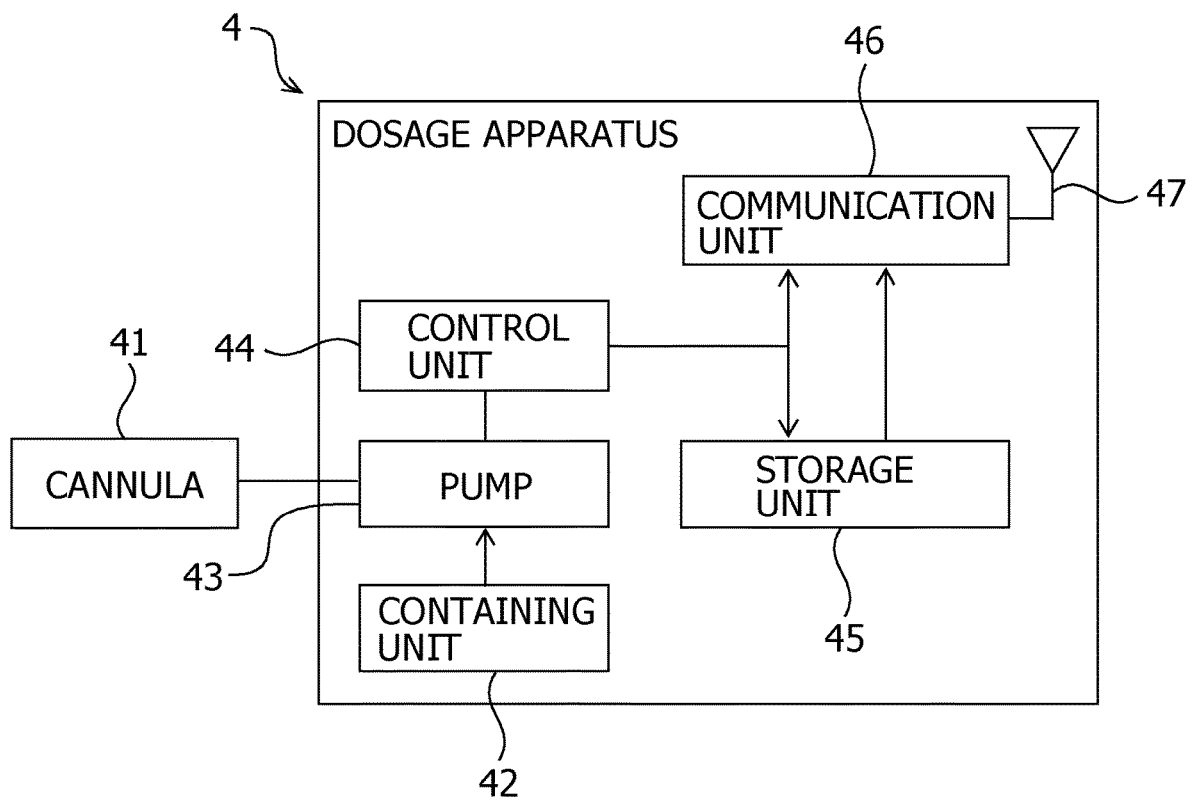 4
46
DOSAGE APPARATUS
47
COMMUNICATION
UNIT
41
44
CONTROL
UNIT
CANNULA
PUMP
STORAGE
UNIT
43
CONTAINING
UNIT
45
42